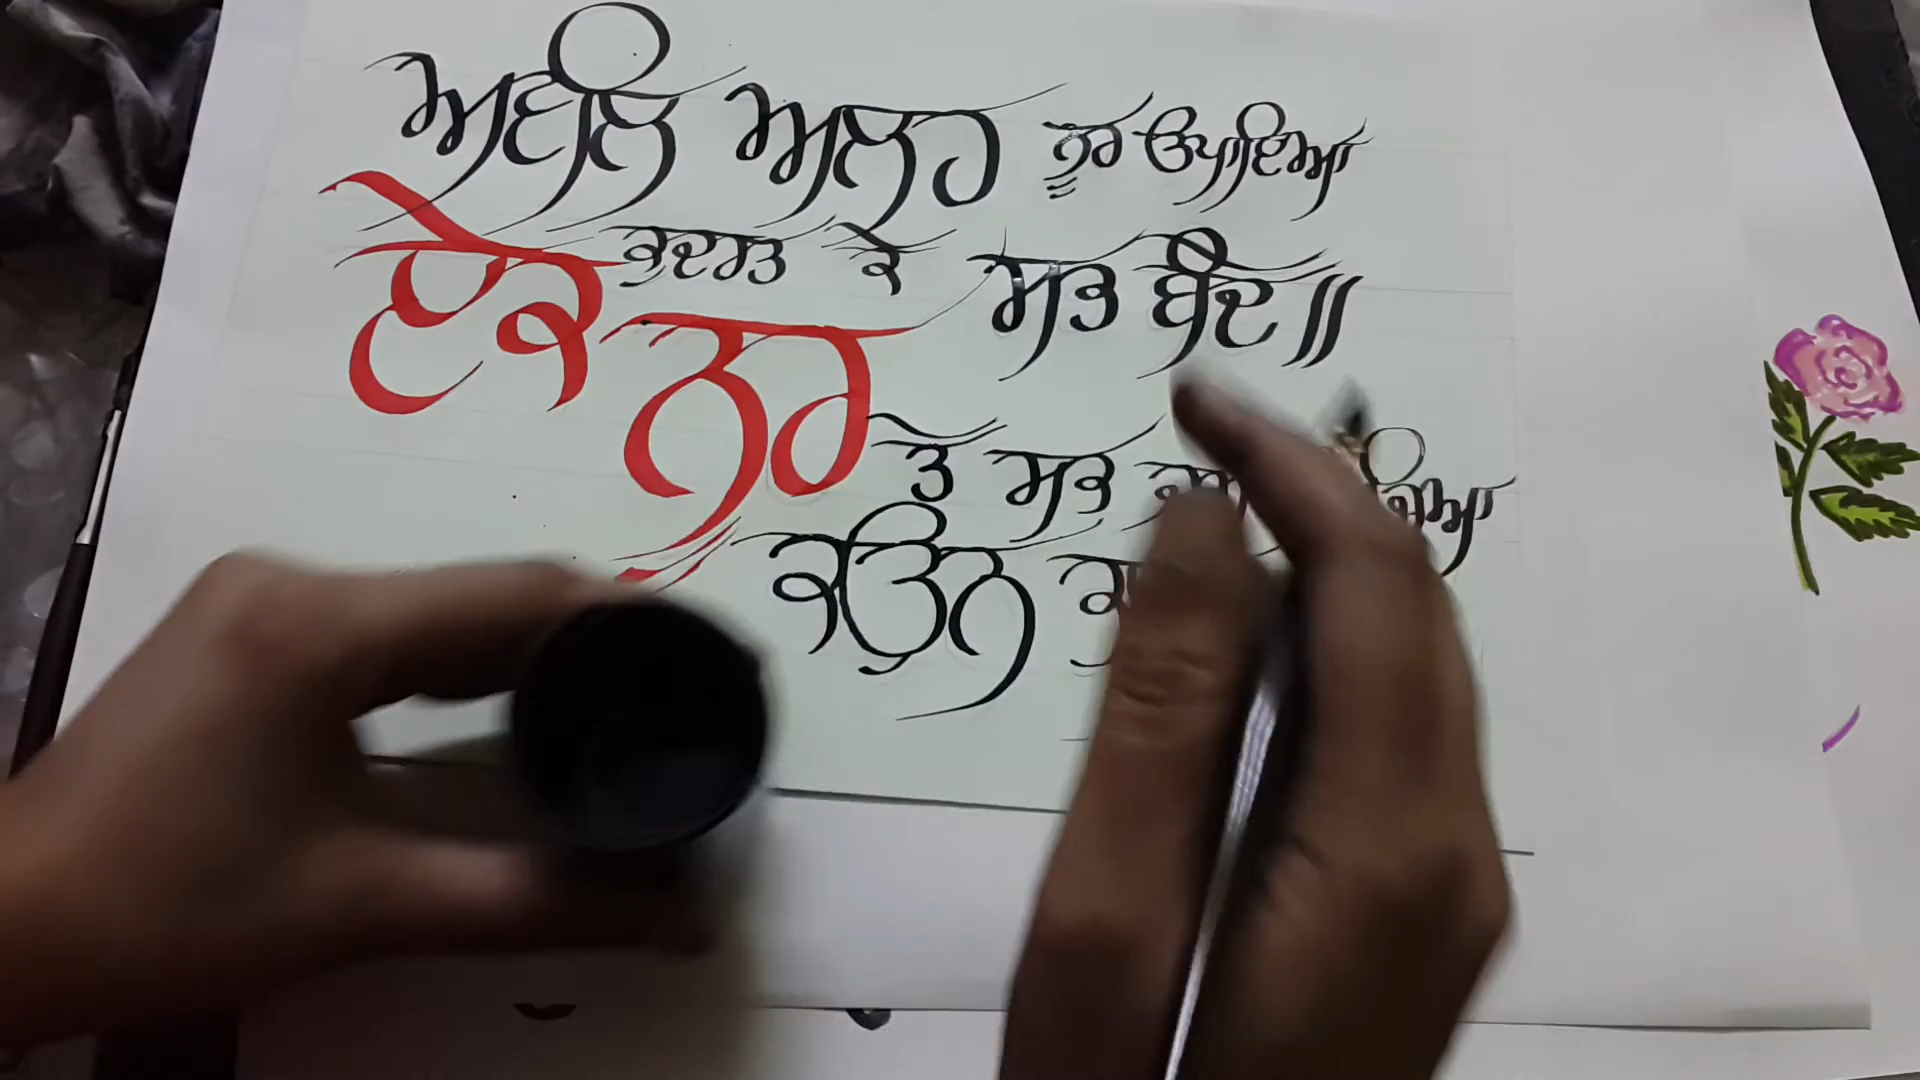 ਅਵਲਿ ਅਲਹ ਨੂਰ ਉਪਾਇਆ
ਕੁਦਰਤ ਕੇ ਸਭ ਬੰਦੇ॥
ਏਕ ਨੂਰ
ਤੇ ਸਭ
ਕਉਨ